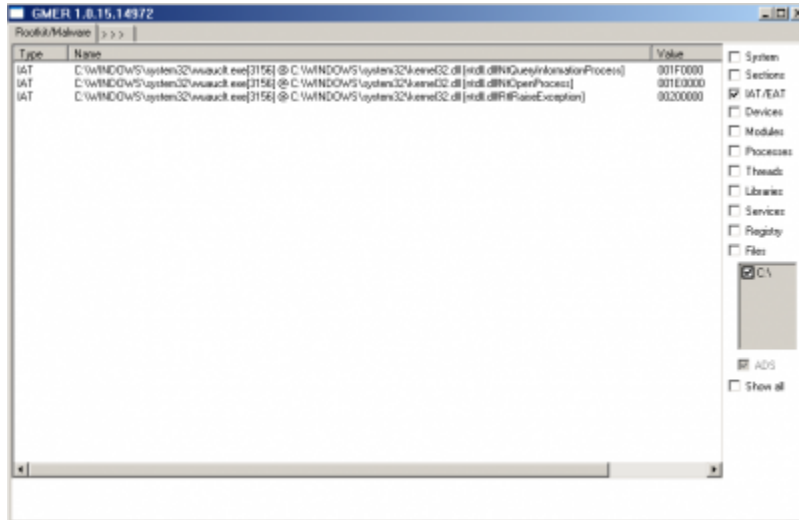 GMER 1.0.15.14972
Rootkit/Malware > > >
Type Name Value
IAT C:\WINDOWS\system32\wuauclt.exe[3156] @ C:\WINDOWS\system32\kernel32.dll [ntdll.dll!NtQueryInformationProcess] 001F0000
IAT C:\WINDOWS\system32\wuauclt.exe[3156] @ C:\WINDOWS\system32\kernel32.dll [ntdll.dll!NtOpenProcess] 001E0000
IAT C:\WINDOWS\system32\wuauclt.exe[3156] @ C:\WINDOWS\system32\kernel32.dll [ntdll.dll!RtlRaiseException] 00200000
System
Sections
IAT/EAT
Devices
Modules
Processes
Threads
Libraries
Services
Registry
Files
C:\
ADS
Show all